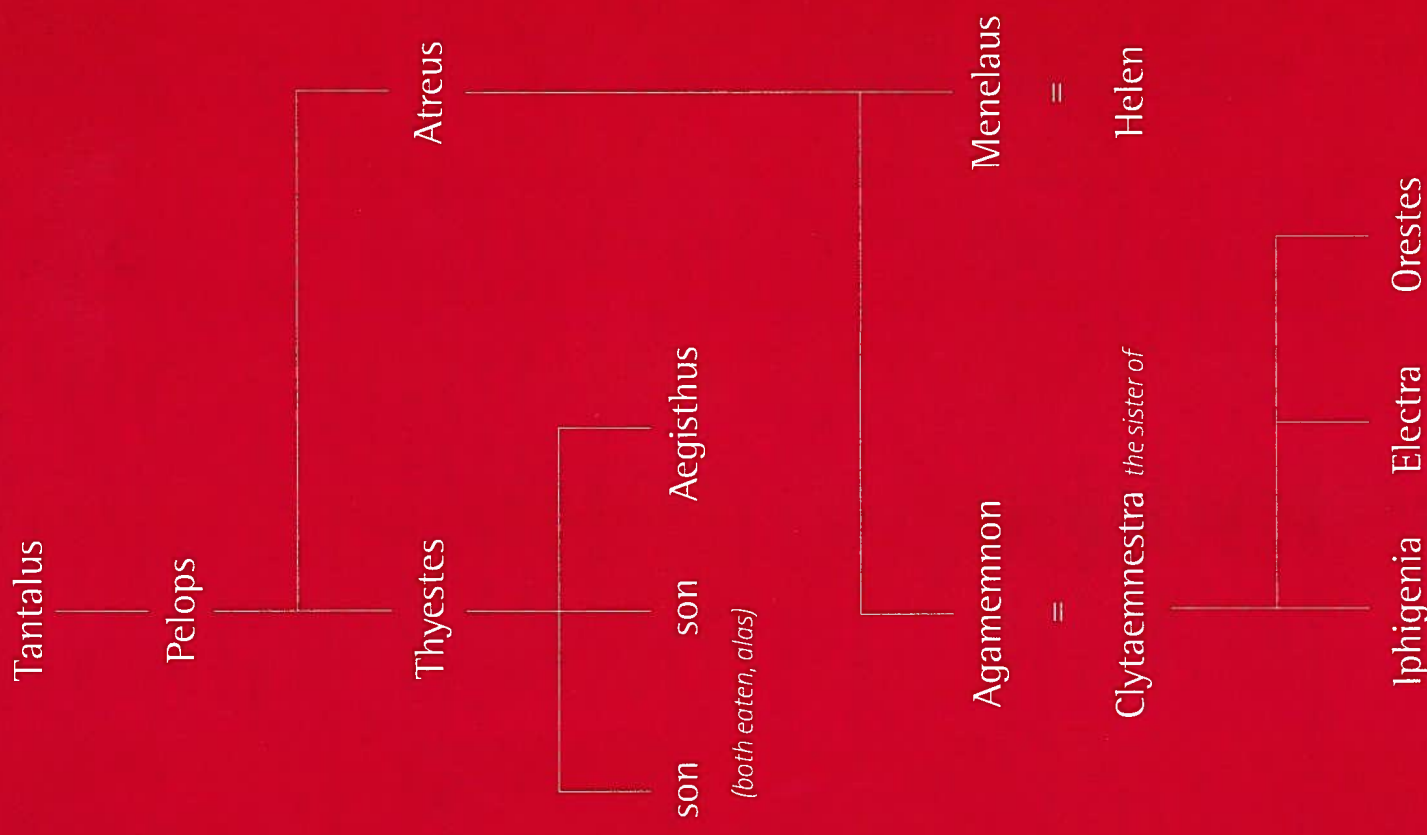 Tantalus
Pelops
Thyestes Atreus
son son Aegisthus
(both eaten, alas)
Agamemnon Menelaus
= =
Clytaemnestra the sister of Helen
Iphigenia Electra Orestes